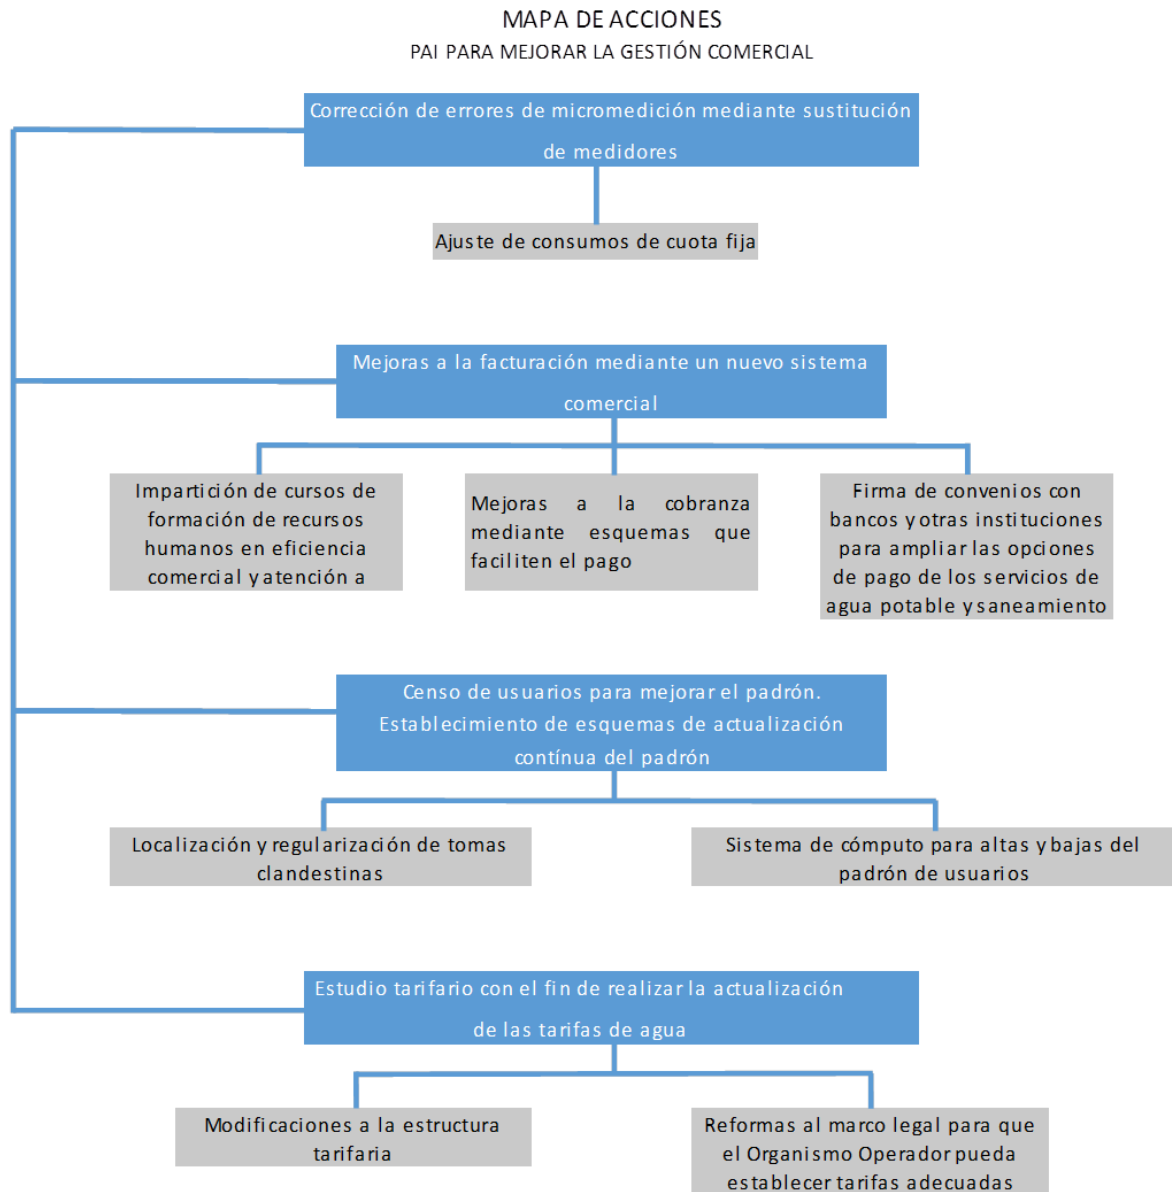 MAPA DE ACCIONES
PAI PARA MEJORAR LA GESTIÓN COMERCIAL
Corrección de errores de micromedición mediante sustitución
de medidores
Ajuste de consumos de cuota fija
Mejoras a la facturación mediante un nuevo sistema
comercial
Impartición de cursos de
formación de recursos
humanos en eficiencia
comercial y atención a
Mejoras a la cobranza
mediante esquemas que
faciliten el pago
Firma de convenios con
bancos y otras instituciones
para ampliar las opciones
de pago de los servicios de
agua potable y saneamiento
Censo de usuarios para mejorar el padrón.
Establecimiento de esquemas de actualización
contínua del padrón
Localización y regularización de tomas
clandestinas
Sistema de cómputo para altas y bajas del
padrón de usuarios
Estudio tarifario con el fin de realizar la actualización
de las tarifas de agua
Modificaciones a la estructura
tarifaria
Reformas al marco legal para que
el Organismo Operador pueda
establecer tarifas adecuadas